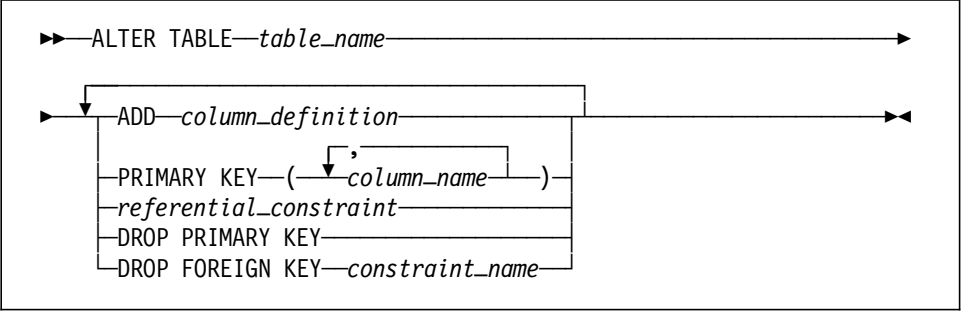 ALTER TABLE table_name
ADD column_definition
,
PRIMARY KEY ( column_name )
referential_constraint
DROP PRIMARY KEY
DROP FOREIGN KEY constraint_name